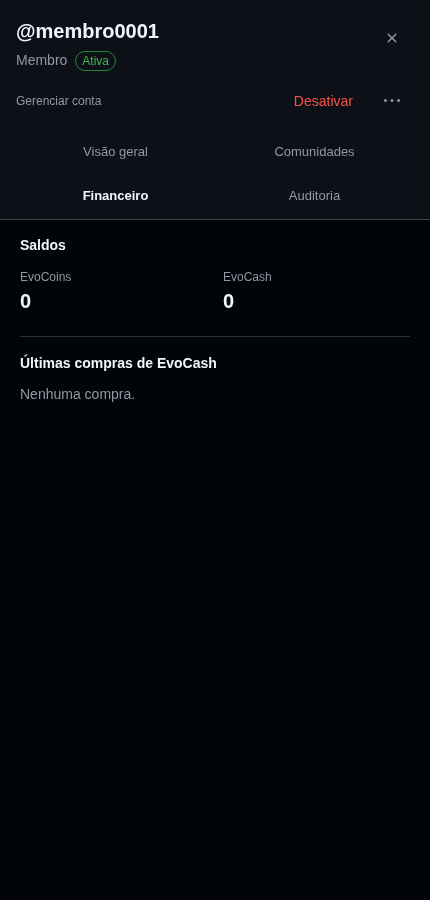 @membro0001
Membro Ativa
Gerenciar conta Desativar
Visão geral Comunidades
Financeiro Auditoria
Saldos
EvoCoins EvoCash
0 0
Últimas compras de EvoCash
Nenhuma compra.